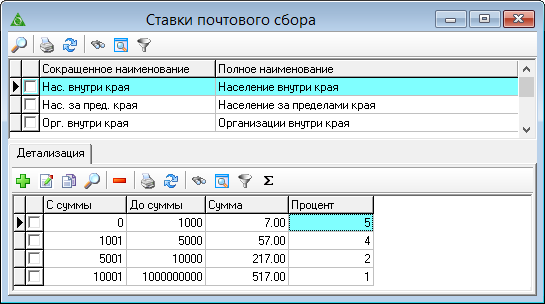 Ставки почтового сбора
Сокращенное наименование Полное наименование
Нас. внутри края Население внутри края
Нас. за пред. края Население за пределами края
Орг. внутри края Организации внутри края
Детализация
Σ
С суммы До суммы Сумма Процент
0 1000 7.00 5
1001 5000 57.00 4
5001 10000 217.00 2
10001 1000000000 517.00 1